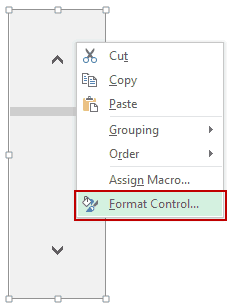 Cut
Copy
Paste
Grouping
Order
Assign Macro...
Format Control...